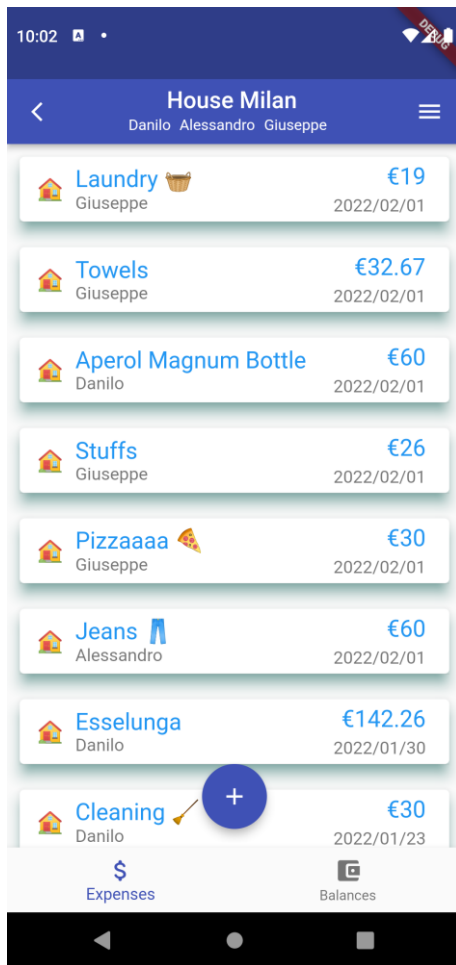 10:02
DEBUG
House Milan
Danilo Alessandro Giuseppe
Laundry 🧺 €19
Giuseppe 2022/02/01
Towels €32.67
Giuseppe 2022/02/01
Aperol Magnum Bottle €60
Danilo 2022/02/01
Stuffs €26
Giuseppe 2022/02/01
Pizzaaaa 🍕 €30
Giuseppe 2022/02/01
Jeans 👖 €60
Alessandro 2022/02/01
Esselunga €142.26
Danilo 2022/01/30
Cleaning 🧹 €30
Danilo 2022/01/23
+
$
Expenses Balances